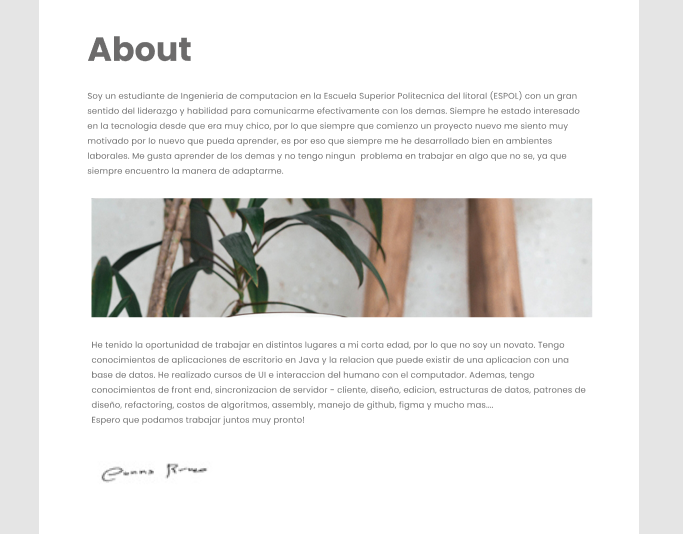 About
Soy un estudiante de Ingenieria de computacion en la Escuela Superior Politecnica del litoral (ESPOL) con un gran
sentido del liderazgo y habilidad para comunicarme efectivamente con los demas. Siempre he estado interesado
en la tecnologia desde que era muy chico, por lo que siempre que comienzo un proyecto nuevo me siento muy
motivado por lo nuevo que pueda aprender, es por eso que siempre me he desarrollado bien en ambientes
laborales. Me gusta aprender de los demas y no tengo ningun  problema en trabajar en algo que no se, ya que
siempre encuentro la manera de adaptarme.
He tenido la oportunidad de trabajar en distintos lugares a mi corta edad, por lo que no soy un novato. Tengo
conocimientos de aplicaciones de escritorio en Java y la relacion que puede existir de una aplicacion con una
base de datos. He realizado cursos de UI e interaccion del humano con el computador. Ademas, tengo
conocimientos de front end, sincronizacion de servidor - cliente, diseño, edicion, estructuras de datos, patrones de
diseño, refactoring, costos de algoritmos, assembly, manejo de github, figma y mucho mas....
Espero que podamos trabajar juntos muy pronto!